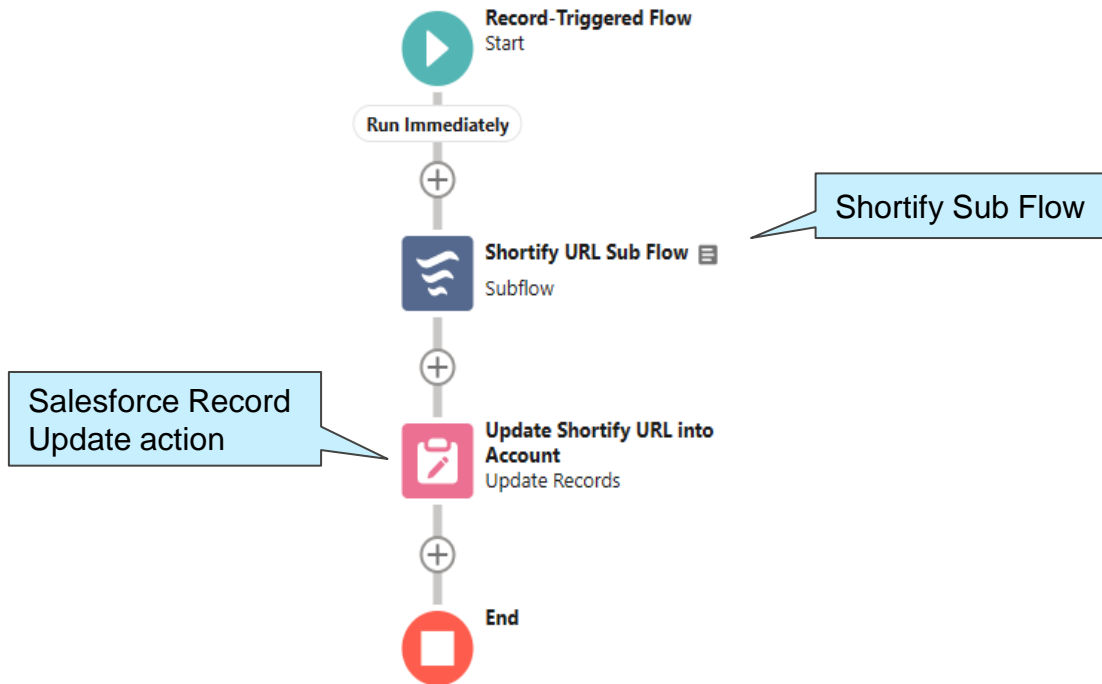 Record-Triggered Flow
Start
Run Immediately
Shortify Sub Flow
Shortify URL Sub Flow
Subflow
Salesforce Record
Update action
Update Shortify URL into
Account
Update Records
End